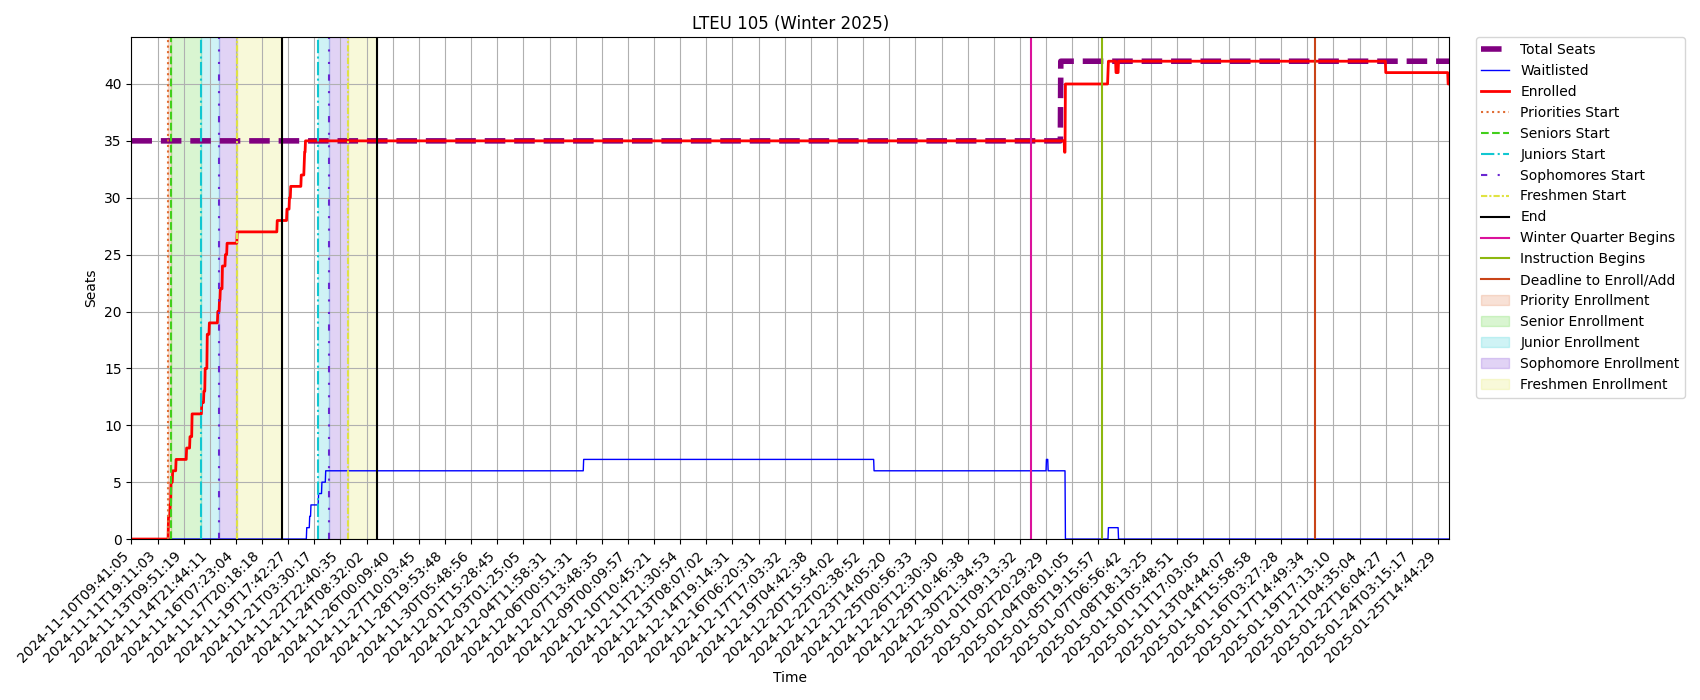 LTEU 105 (Winter 2025)
Seats
40
35
30
25
20
15
10
5
0
2024-11-10T09:41:05
2024-11-11T19:11:03
2024-11-13T09:51:19
2024-11-14T21:44:11
2024-11-16T07:23:04
2024-11-17T20:18:18
2024-11-19T17:42:27
2024-11-21T03:30:17
2024-11-22T22:40:35
2024-11-24T08:32:02
2024-11-26T00:09:40
2024-11-27T11:03:45
2024-11-28T19:53:48
2024-11-30T05:48:56
2024-12-01T15:28:45
2024-12-03T01:25:05
2024-12-04T11:58:31
2024-12-06T00:51:31
2024-12-07T13:48:35
2024-12-09T00:09:57
2024-12-10T10:45:21
2024-12-11T21:30:54
2024-12-13T08:07:02
2024-12-14T19:14:31
2024-12-16T06:20:31
2024-12-17T17:03:32
2024-12-19T04:42:38
2024-12-20T15:54:02
2024-12-22T02:38:52
2024-12-23T14:05:20
2024-12-25T00:56:33
2024-12-26T12:30:30
2024-12-29T10:46:38
2024-12-30T21:34:53
2025-01-01T09:13:32
2025-01-02T20:29:29
2025-01-04T08:01:05
2025-01-05T19:15:57
2025-01-07T06:56:42
2025-01-08T18:13:25
2025-01-10T05:48:51
2025-01-11T17:03:05
2025-01-13T04:44:07
2025-01-14T15:58:58
2025-01-16T03:27:28
2025-01-17T14:49:34
2025-01-19T17:13:10
2025-01-21T04:35:04
2025-01-22T16:04:27
2025-01-24T03:15:17
2025-01-25T14:44:29
Time
Total Seats
Waitlisted
Enrolled
Priorities Start
Seniors Start
Juniors Start
Sophomores Start
Freshmen Start
End
Winter Quarter Begins
Instruction Begins
Deadline to Enroll/Add
Priority Enrollment
Senior Enrollment
Junior Enrollment
Sophomore Enrollment
Freshmen Enrollment